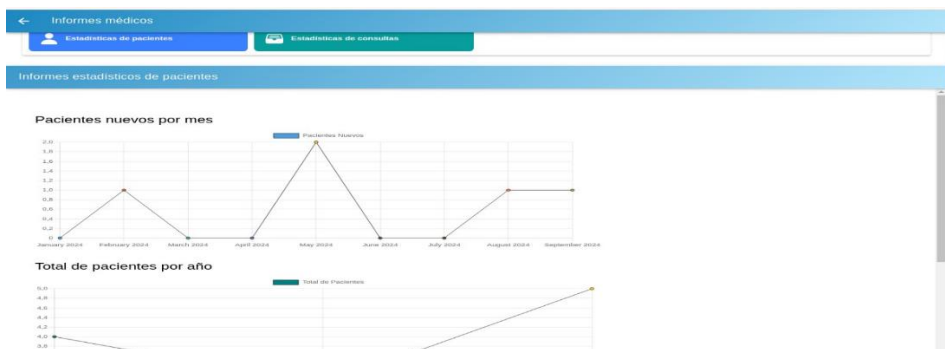 Informes médicos
Estadísticas de pacientes
Estadísticas de consultas
Informes estadísticos de pacientes
Pacientes nuevos por mes
Pacientes Nuevos
2.0
1.8
1.6
1.4
1.2
1.0
0.8
0.6
0.4
0.2
0
January 2024 February 2024 March 2024 April 2024 May 2024 June 2024 July 2024 August 2024 September 2024
Total de pacientes por año
Total de Pacientes
5.0
4.8
4.6
4.4
4.2
4.0
3.8